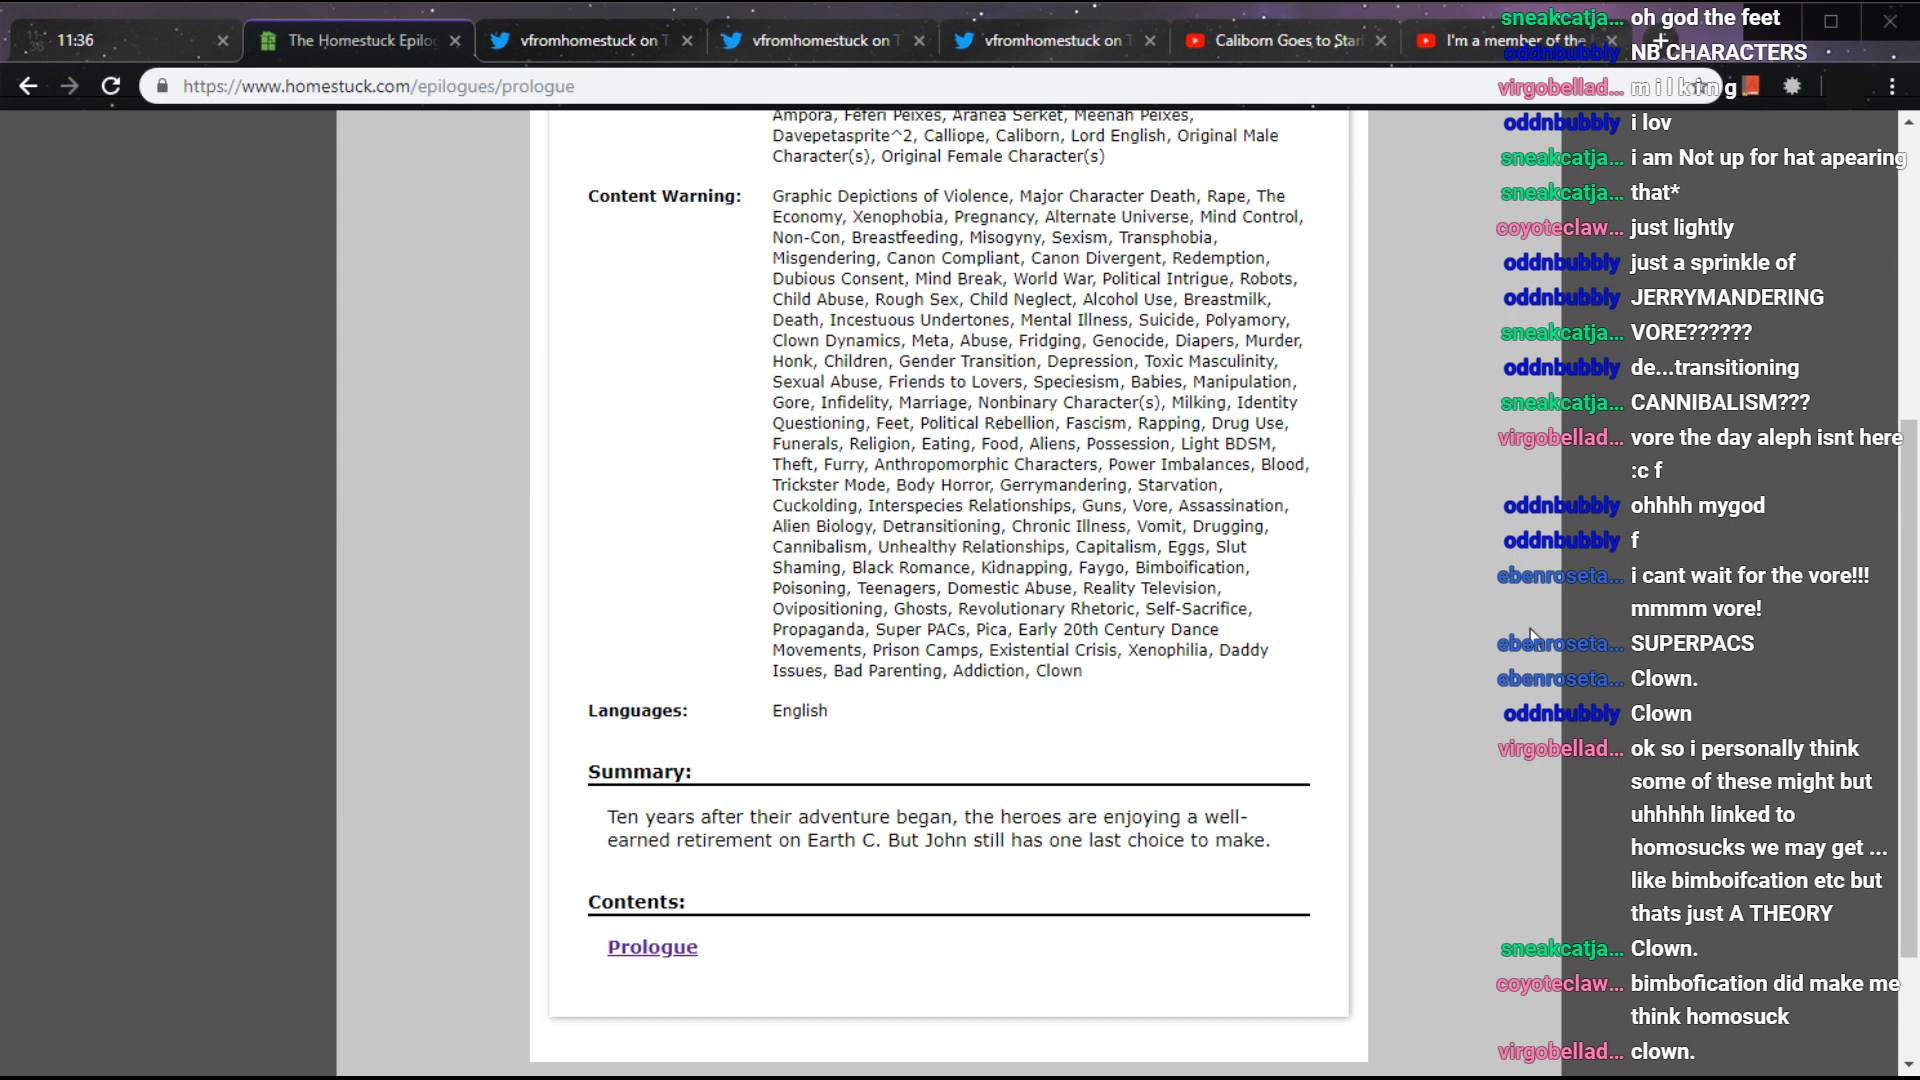 11:36
The Homestuck Epilog
vfromhomestuck on T
vfromhomestuck on T
vfromhomestuck on T
Caliborn Goes to Star
I'm a member of the
https://www.homestuck.com/epilogues/prologue
Ampora, Feferi Peixes, Aranea Serket, Meenah Peixes,
Davepetasprite^2, Calliope, Caliborn, Lord English, Original Male
Character(s), Original Female Character(s)
Content Warning:
Graphic Depictions of Violence, Major Character Death, Rape, The
Economy, Xenophobia, Pregnancy, Alternate Universe, Mind Control,
Non-Con, Breastfeeding, Misogyny, Sexism, Transphobia,
Misgendering, Canon Compliant, Canon Divergent, Redemption,
Dubious Consent, Mind Break, World War, Political Intrigue, Robots,
Child Abuse, Rough Sex, Child Neglect, Alcohol Use, Breastmilk,
Death, Incestuous Undertones, Mental Illness, Suicide, Polyamory,
Clown Dynamics, Meta, Abuse, Fridging, Genocide, Diapers, Murder,
Honk, Children, Gender Transition, Depression, Toxic Masculinity,
Sexual Abuse, Friends to Lovers, Speciesism, Babies, Manipulation,
Gore, Infidelity, Marriage, Nonbinary Character(s), Milking, Identity
Questioning, Feet, Political Rebellion, Fascism, Rapping, Drug Use,
Funerals, Religion, Eating, Food, Aliens, Possession, Light BDSM,
Theft, Furry, Anthropomorphic Characters, Power Imbalances, Blood,
Trickster Mode, Body Horror, Gerrymandering, Starvation,
Cuckolding, Interspecies Relationships, Guns, Vore, Assassination,
Alien Biology, Detransitioning, Chronic Illness, Vomit, Drugging,
Cannibalism, Unhealthy Relationships, Capitalism, Eggs, Slut
Shaming, Black Romance, Kidnapping, Faygo, Bimboification,
Poisoning, Teenagers, Domestic Abuse, Reality Television,
Ovipositioning, Ghosts, Revolutionary Rhetoric, Self-Sacrifice,
Propaganda, Super PACs, Pica, Early 20th Century Dance
Movements, Prison Camps, Existential Crisis, Xenophilia, Daddy
Issues, Bad Parenting, Addiction, Clown
Languages:
English
Summary:
Ten years after their adventure began, the heroes are enjoying a well-
earned retirement on Earth C. But John still has one last choice to make.
Contents:
Prologue
sneakcatja... oh god the feet
oddnbubbly NB CHARACTERS
virgobellad... m i l k i n g
oddnbubbly i lov
sneakcatja... i am Not up for hat apearing
sneakcatja... that*
coyoteclaw... just lightly
oddnbubbly just a sprinkle of
oddnbubbly JERRYMANDERING
sneakcatja... VORE??????
oddnbubbly de...transitioning
sneakcatja... CANNIBALISM???
virgobellad... vore the day aleph isnt here
:c f
oddnbubbly ohhhh mygod
oddnbubbly f
ebenroseta... i cant wait for the vore!!!
mmmm vore!
ebenroseta... SUPERPACS
ebenroseta... Clown.
oddnbubbly Clown
virgobellad... ok so i personally think
some of these might but
uhhhhh linked to
homosucks we may get ...
like bimboifcation etc but
thats just A THEORY
sneakcatja... Clown.
coyoteclaw... bimbofication did make me
think homosuck
virgobellad... clown.